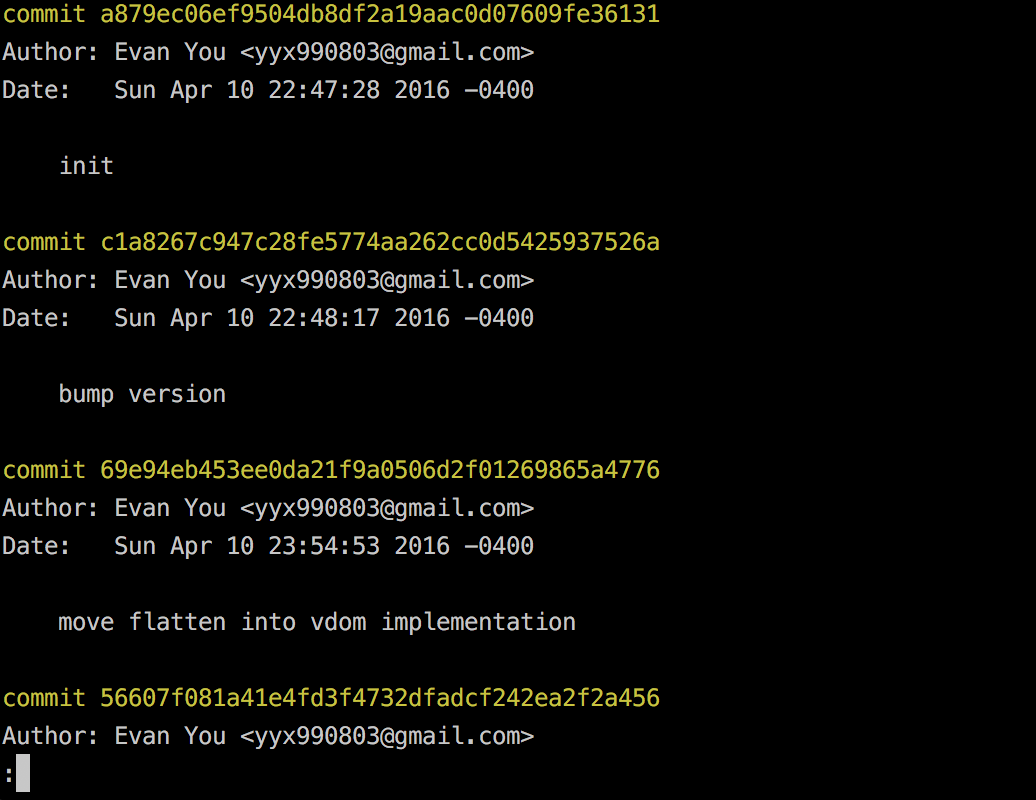 commit a879ec06ef9504db8df2a19aac0d07609fe36131
Author: Evan You <yyx990803@gmail.com>
Date:   Sun Apr 10 22:47:28 2016 -0400
init
commit c1a8267c947c28fe5774aa262cc0d5425937526a
Author: Evan You <yyx990803@gmail.com>
Date:   Sun Apr 10 22:48:17 2016 -0400
bump version
commit 69e94eb453ee0da21f9a0506d2f01269865a4776
Author: Evan You <yyx990803@gmail.com>
Date:   Sun Apr 10 23:54:53 2016 -0400
move flatten into vdom implementation
commit 56607f081a41e4fd3f4732dfadcf242ea2f2a456
Author: Evan You <yyx990803@gmail.com>
: